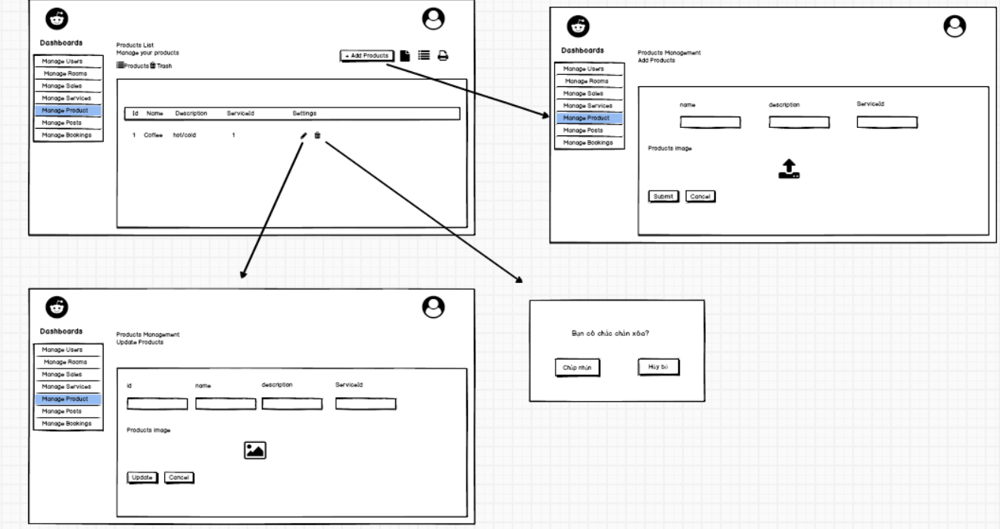 Dashboards
Manage Users
Manage Rooms
Manage Sales
Manage Services
Manage Product
Manage Posts
Manage Bookings
Products List
Manage your products
Products Trash
+ Add Products
Id Name Description ServiceId Settings
1 Coffee hot/cold 1
Dashboards
Manage Users
Manage Rooms
Manage Sales
Manage Services
Manage Product
Manage Posts
Manage Bookings
Products Management
Add Products
name description ServiceId
Products image
Submit Cancel
Dashboards
Manage Users
Manage Rooms
Manage Sales
Manage Services
Manage Product
Manage Posts
Manage Bookings
Products Management
Update Products
id name description ServiceId
Products image
Update Cancel
Bạn có chắc chắn xóa?
Chấp nhận Hủy bỏ